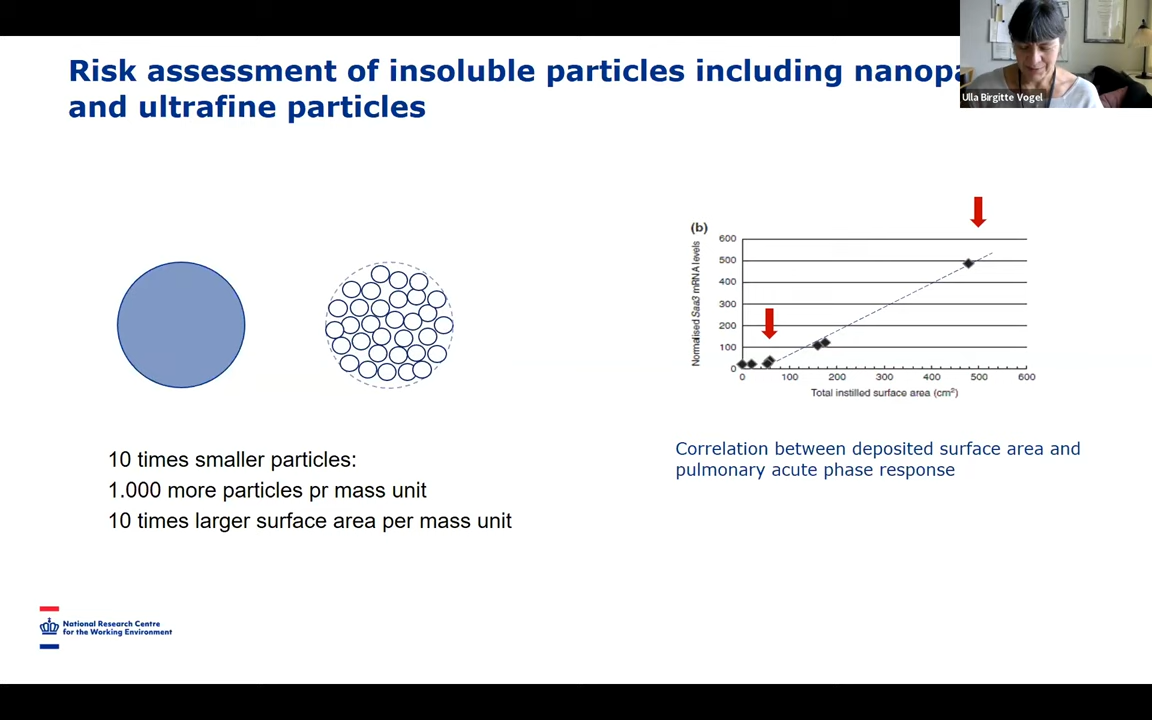 Risk assessment of insoluble particles including nanopa
and ultrafine particles
Ulla Birgitte Vogel
(b)
600
500
400
300
200
100
0
Normalised Saa3 mRNA levels
0 100 200 300 400 500 600
Total instilled surface area (cm²)
Correlation between deposited surface area and
pulmonary acute phase response
10 times smaller particles:
1.000 more particles pr mass unit
10 times larger surface area per mass unit
National Research Centre
for the Working Environment